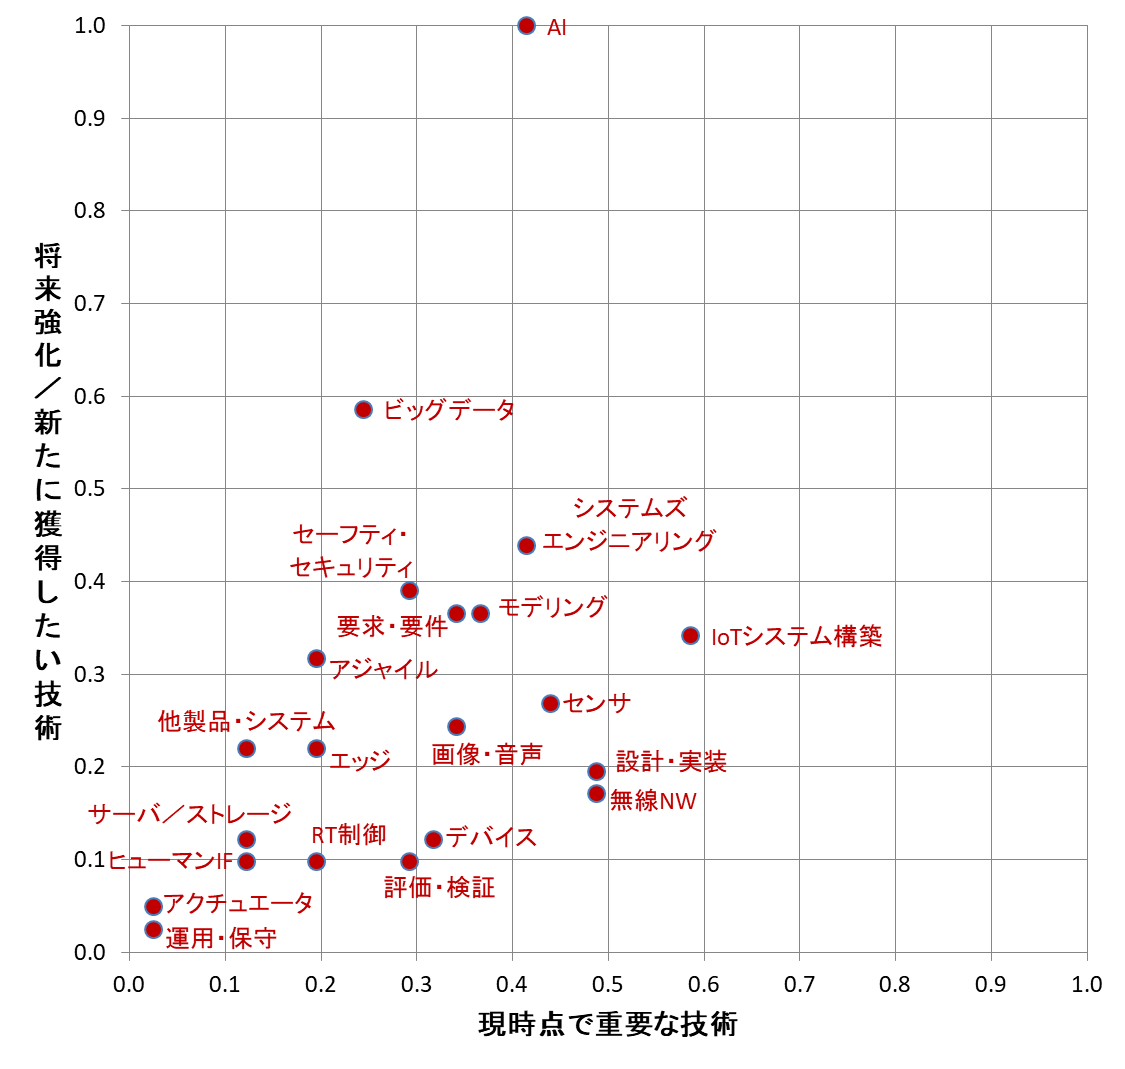 1.0
AI
0.9
0.8
0.7
0.6
ビッグデータ
0.5
システムズ
エンジニアリング
セーフティ・
セキュリティ
0.4
モデリング
要求・要件
IoTシステム構築
アジャイル
0.3
センサ
他製品・システム
画像・音声
エッジ
設計・実装
0.2
無線NW
サーバ／ストレージ
RT制御
デバイス
0.1
ヒューマンIF
評価・検証
アクチュエータ
運用・保守
0.0
0.0 0.1 0.2 0.3 0.4 0.5 0.6 0.7 0.8 0.9 1.0
現時点で重要な技術
将来強化／新たに獲得したい技術